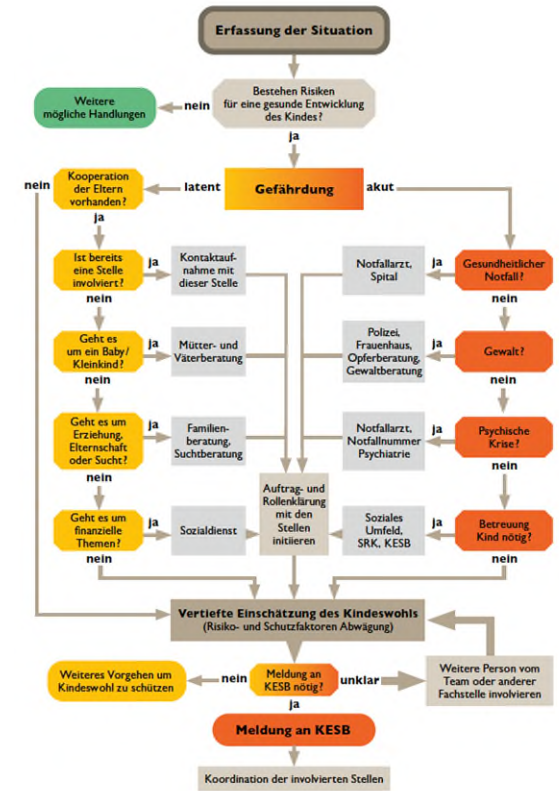 Erfassung der Situation
Bestehen Risiken
für eine gesunde Entwicklung
des Kindes?
nein
Weitere
mögliche Handlungen
ja
Gefährdung
latent
akut
Kooperation
der Eltern
vorhanden?
nein
ja
Ist bereits
eine Stelle
involviert?
ja
Kontaktauf-
nahme mit
dieser Stelle
nein
Geht es
um ein Baby/
Kleinkind?
ja
Mütter- und
Väterberatung
nein
Geht es um
Erziehung,
Elternschaft
oder Sucht?
ja
Familien-
beratung,
Suchtberatung
nein
Geht es um
finanzielle
Themen?
ja
Sozialdienst
nein
Gesundheitlicher
Notfall?
ja
Notfallarzt,
Spital
nein
Gewalt?
ja
Polizei,
Frauenhaus,
Opferberatung,
Gewaltberatung
nein
Psychische
Krise?
ja
Notfallarzt,
Notfallnummer
Psychiatrie
nein
Betreuung
Kind nötig?
ja
Soziales
Umfeld,
SRK, KESB
nein
Auftrag- und
Rollenklärung
mit den
Stellen
initiieren
Vertiefte Einschätzung des Kindeswohls
(Risiko- und Schutzfaktoren Abwägung)
Meldung an
KESB nötig?
nein
Weiteres Vorgehen um
Kindeswohl zu schützen
unklar
Weitere Person vom
Team oder anderer
Fachstelle involvieren
ja
Meldung an KESB
Koordination der involvierten Stellen